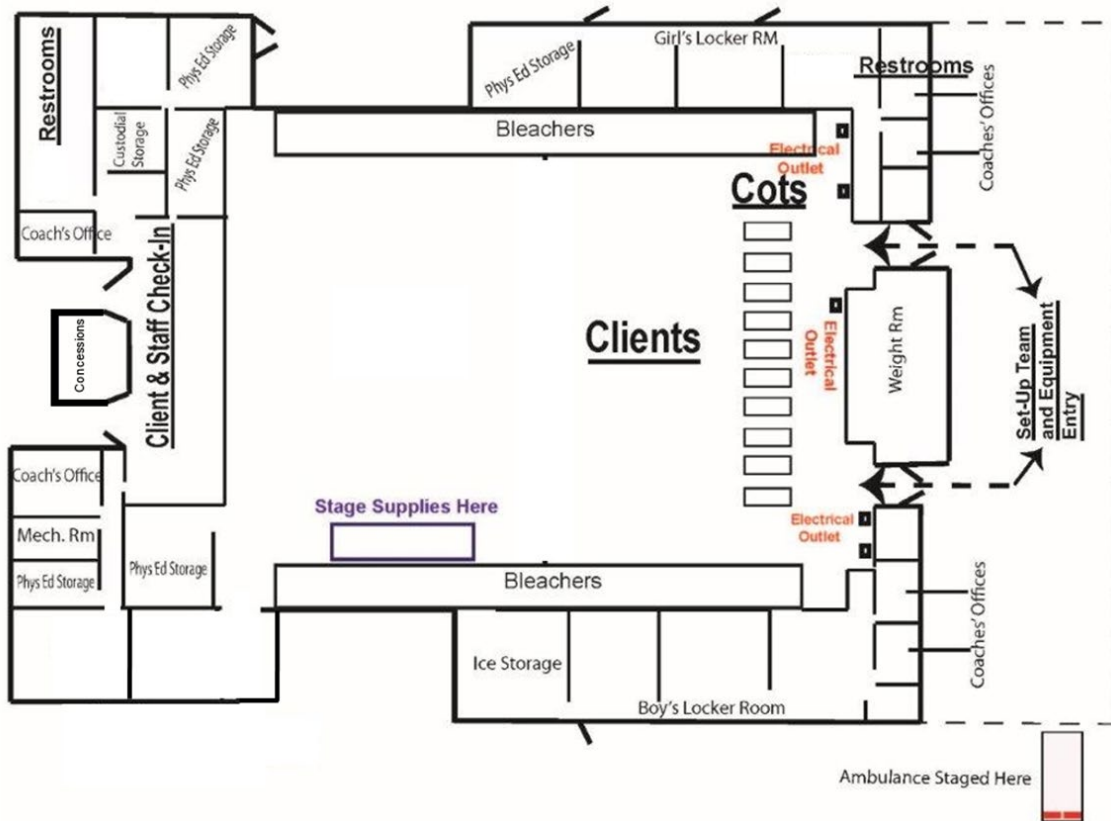 Restrooms
Phys Ed Storage
Custodial
Storage
Phys Ed Storage
Coach's Office
Phys Ed Storage
Girl's Locker RM
Restrooms
Coaches' Offices
Bleachers
Electrical
Outlet
Cots
Clients
Concessions
Client & Staff Check-In
Electrical
Outlet
Weight Rm
Set-Up Team
and Equipment
Entry
Coach's Office
Mech. Rm
Phys Ed Storage
Phys Ed Storage
Stage Supplies Here
Electrical
Outlet
Bleachers
Coaches' Offices
Ice Storage
Boy's Locker Room
Ambulance Staged Here